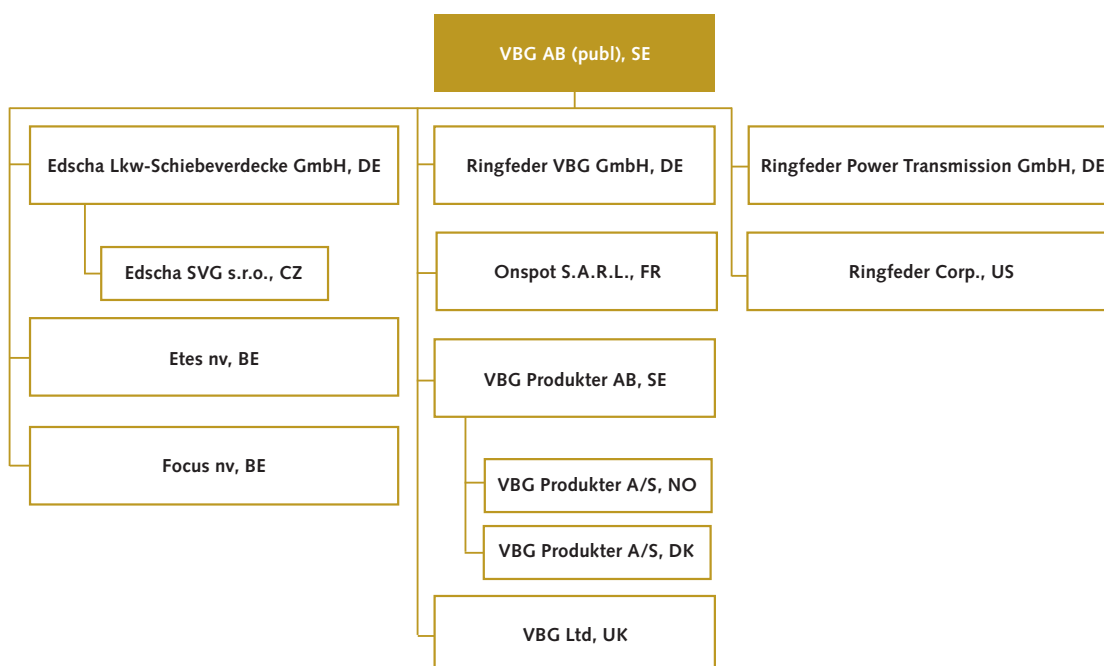 VBG AB (publ), SE
Edscha Lkw-Schiebeverdecke GmbH, DE
Edscha SVG s.r.o., CZ
Etes nv, BE
Focus nv, BE
Ringfeder VBG GmbH, DE
Onspot S.A.R.L., FR
VBG Produkter AB, SE
VBG Produkter A/S, NO
VBG Produkter A/S, DK
VBG Ltd, UK
Ringfeder Power Transmission GmbH, DE
Ringfeder Corp., US